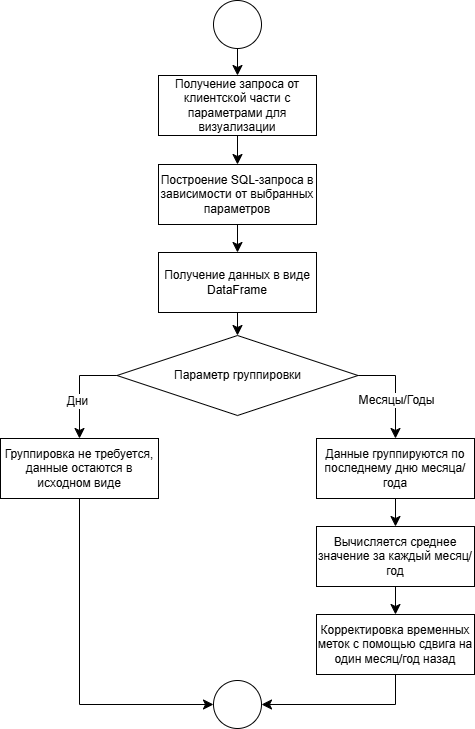 Получение запроса от
клиентской части с
параметрами для
визуализации
Построение SQL-запроса в
зависимости от выбранных
параметров
Получение данных в виде
DataFrame
Параметр группировки
Дни
Месяцы/Годы
Группировка не требуется,
данные остаются в
исходном виде
Данные группируются по
последнему дню месяца/
года
Вычисляется среднее
значение за каждый месяц/
год
Корректировка временных
меток с помощью сдвига на
один месяц/год назад